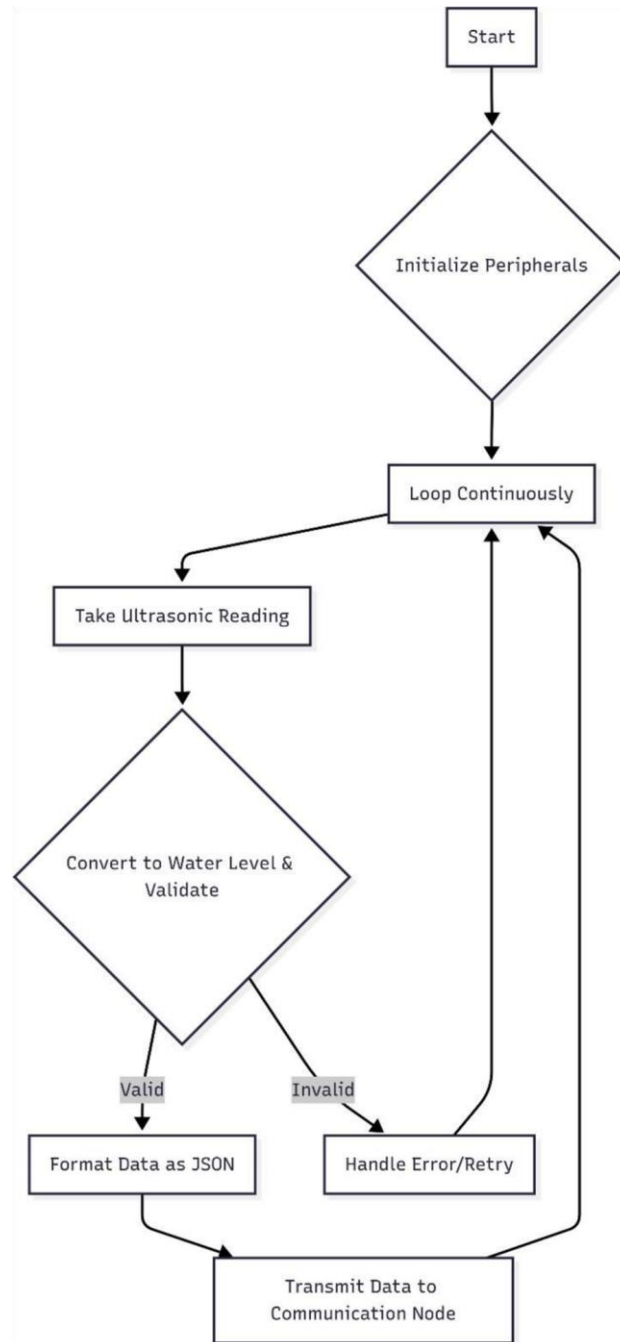 Start
Initialize Peripherals
Loop Continuously
Take Ultrasonic Reading
Convert to Water Level &
Validate
Valid
Invalid
Format Data as JSON
Handle Error/Retry
Transmit Data to
Communication Node